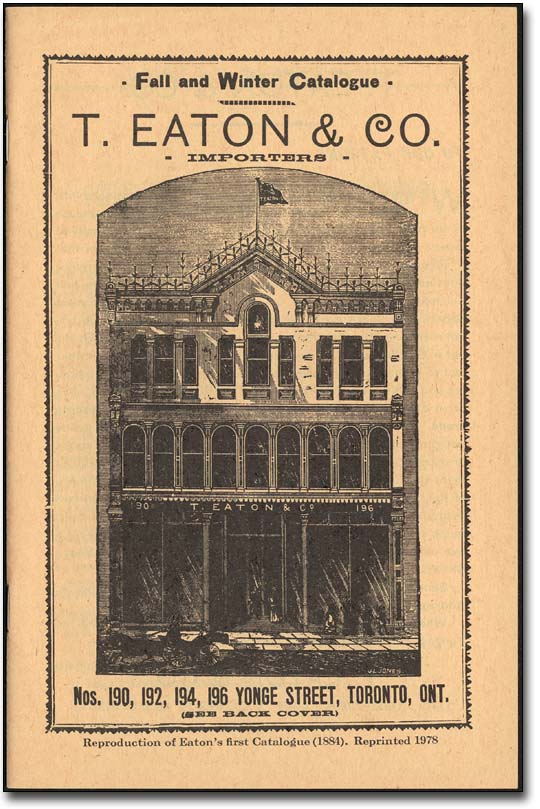 - Fall and Winter Catalogue -
T. EATON & CO.
- IMPORTERS -
190 T. EATON & Co 196
J.L. JONES
Nos. 190, 192, 194, 196 YONGE STREET, TORONTO, ONT.
(SEE BACK COVER)
Reproduction of Eaton's first Catalogue (1884). Reprinted 1978